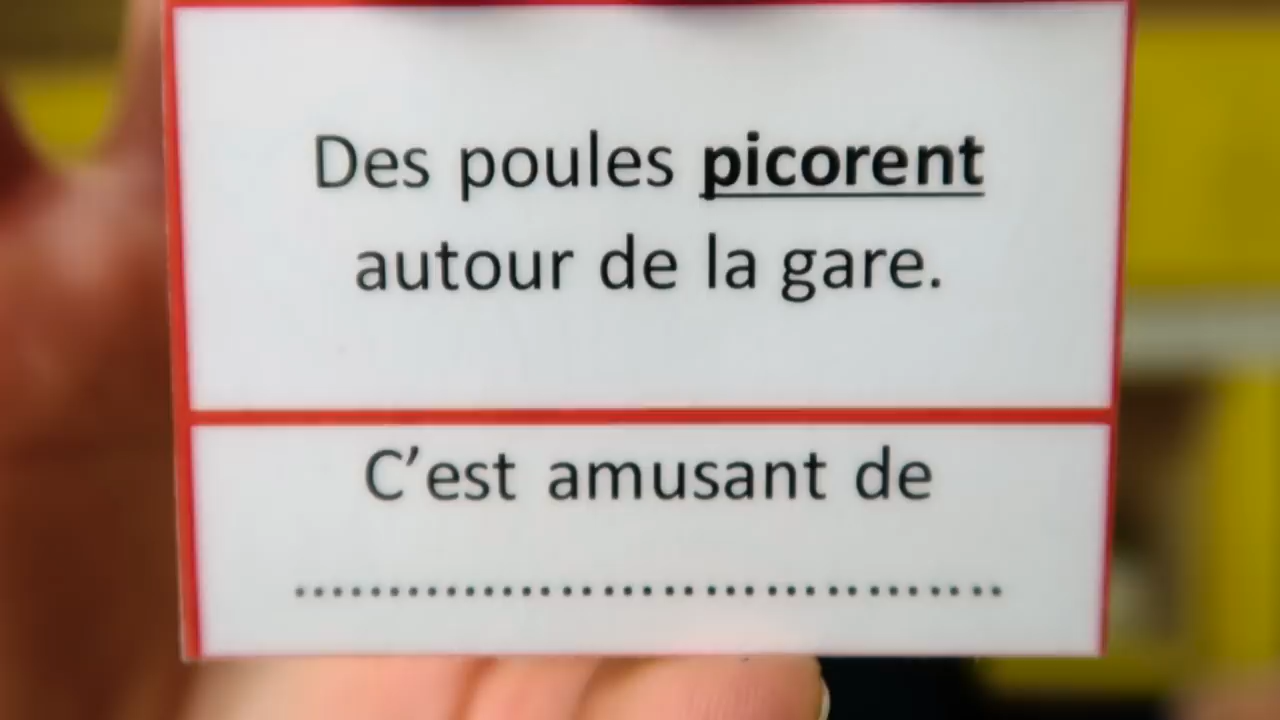 Des poules picorent
autour de la gare.
C'est amusant de
........................................